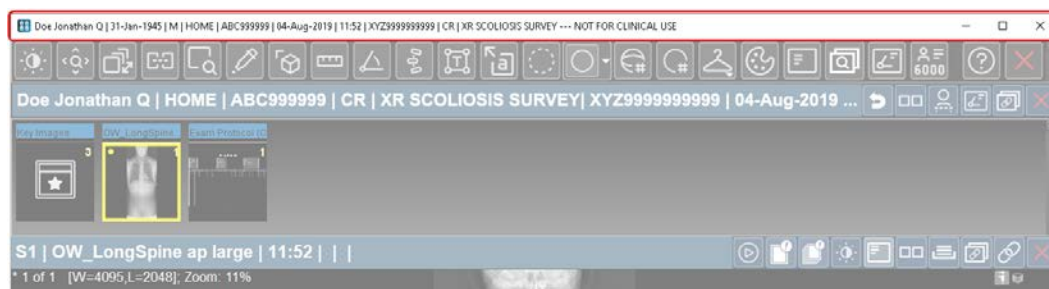 Doe Jonathan Q | 31-Jan-1945 | M | HOME | ABC999999 | 04-Aug-2019 | 11:52 | XYZ9999999999 | CR | XR SCOLIOSIS SURVEY --- NOT FOR CLINICAL USE
T
a
#
#
6000
?
Doe Jonathan Q | HOME | ABC999999 | CR | XR SCOLIOSIS SURVEY| XYZ9999999999 | 04-Aug-2019 ...
Key Images
OW_LongSpine
Exam Protocol (C
3
1
1
S1 | OW_LongSpine ap large | 11:52 | | |
* 1 of 1 [W=4095,L=2048]; Zoom: 11%